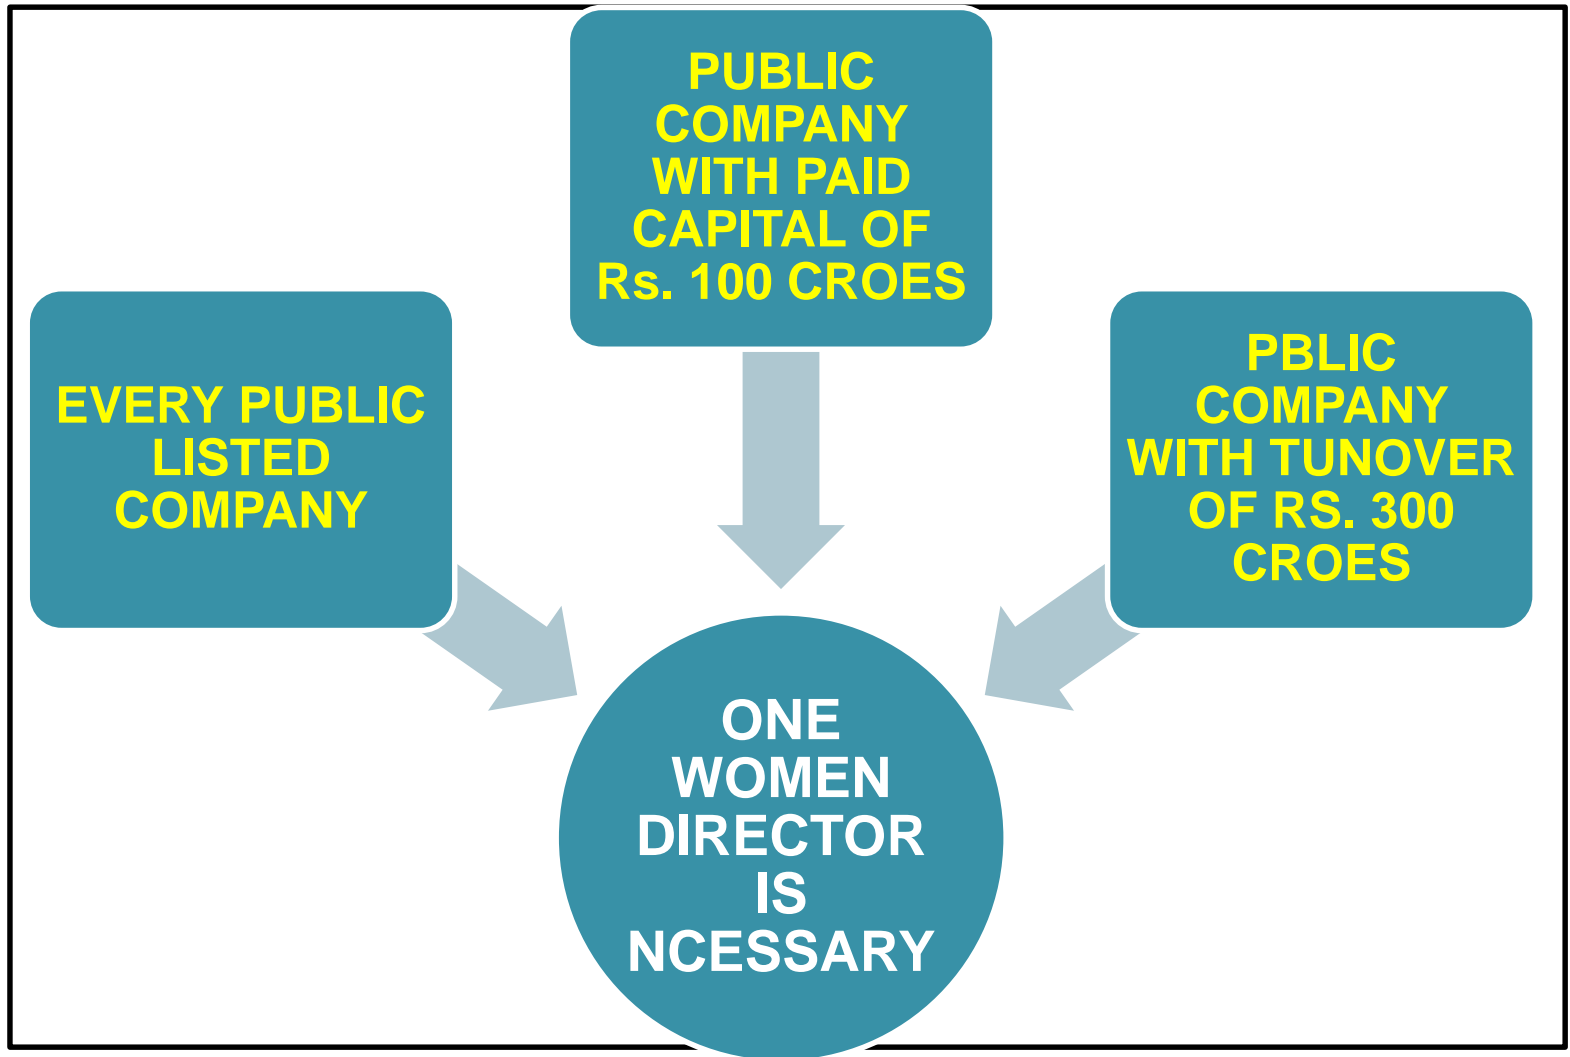 PUBLIC
COMPANY
WITH PAID
CAPITAL OF
Rs. 100 CROES
EVERY PUBLIC
LISTED
COMPANY
PBLIC
COMPANY
WITH TUNOVER
OF RS. 300
CROES
ONE
WOMEN
DIRECTOR
IS
NCESSARY